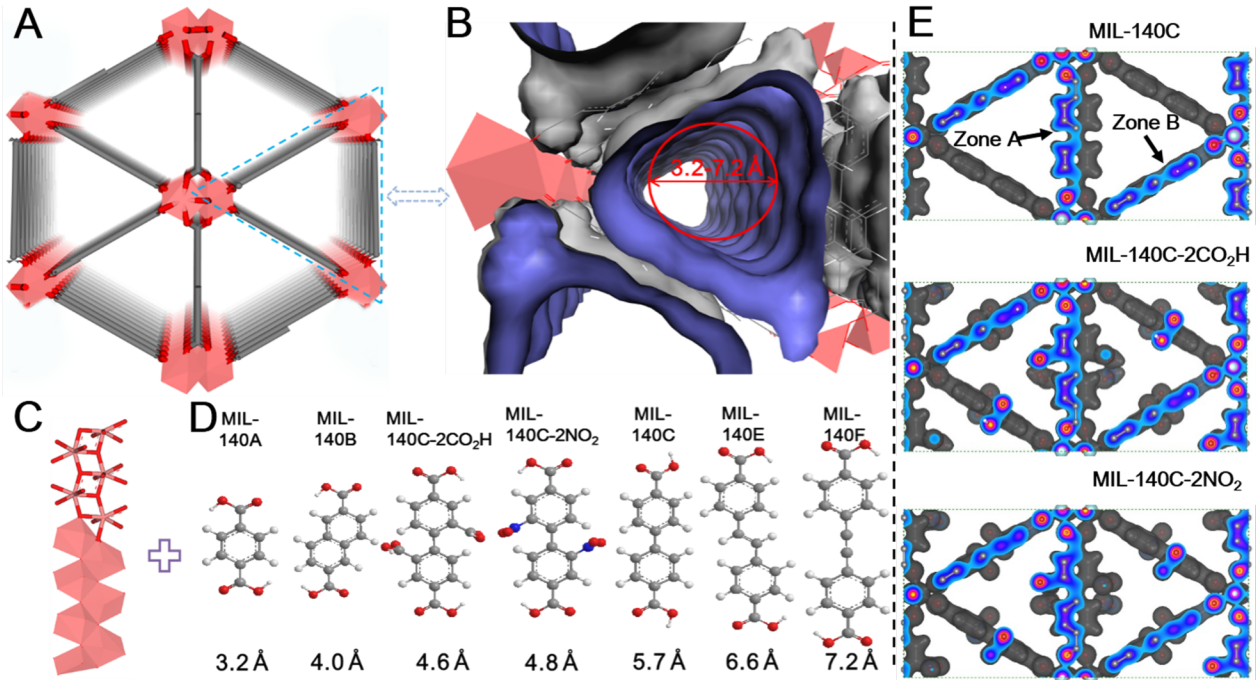 A
B
3.2-7.2 Å
C
D
MIL-
140A
MIL-
140B
MIL-
140C-2CO₂H
MIL-
140C-2NO₂
MIL-
140C
MIL-
140E
MIL-
140F
3.2 Å
4.0 Å
4.6 Å
4.8 Å
5.7 Å
6.6 Å
7.2 Å
E
MIL-140C
Zone A
Zone B
MIL-140C-2CO₂H
MIL-140C-2NO₂